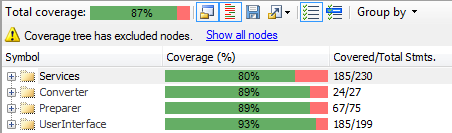 Total coverage: 87% Group by
Coverage tree has excluded nodes. Show all nodes
Symbol Coverage (%) Covered/Total Stmts.
Services 80% 185/230
Converter 89% 24/27
Preparer 89% 67/75
UserInterface 93% 185/199